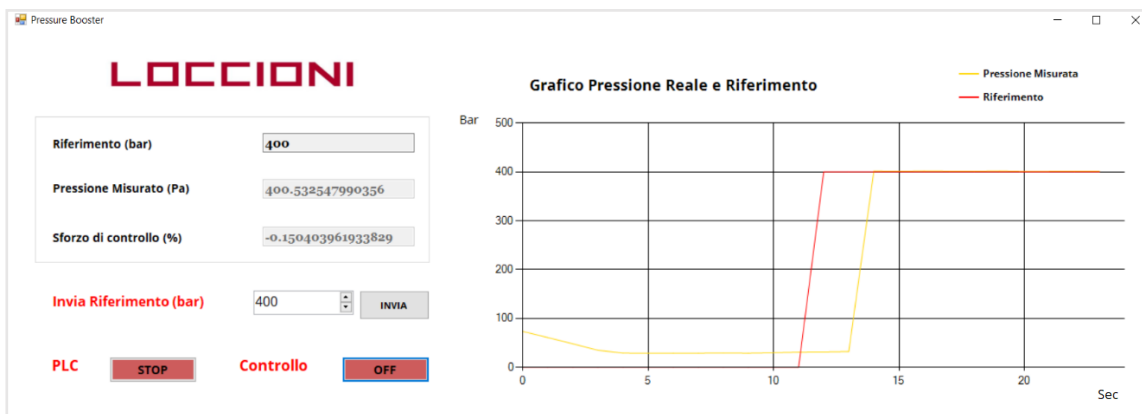 Pressure Booster
LOCCIONI
Riferimento (bar)
400
Pressione Misurato (Pa)
400.532547990356
Sforzo di controllo (%)
-0.150403961933829
Invia Riferimento (bar)
400
INVIA
PLC
STOP
Controllo
OFF
Grafico Pressione Reale e Riferimento
Pressione Misurata
Riferimento
Bar
500
400
300
200
100
0
0 5 10 15 20
Sec